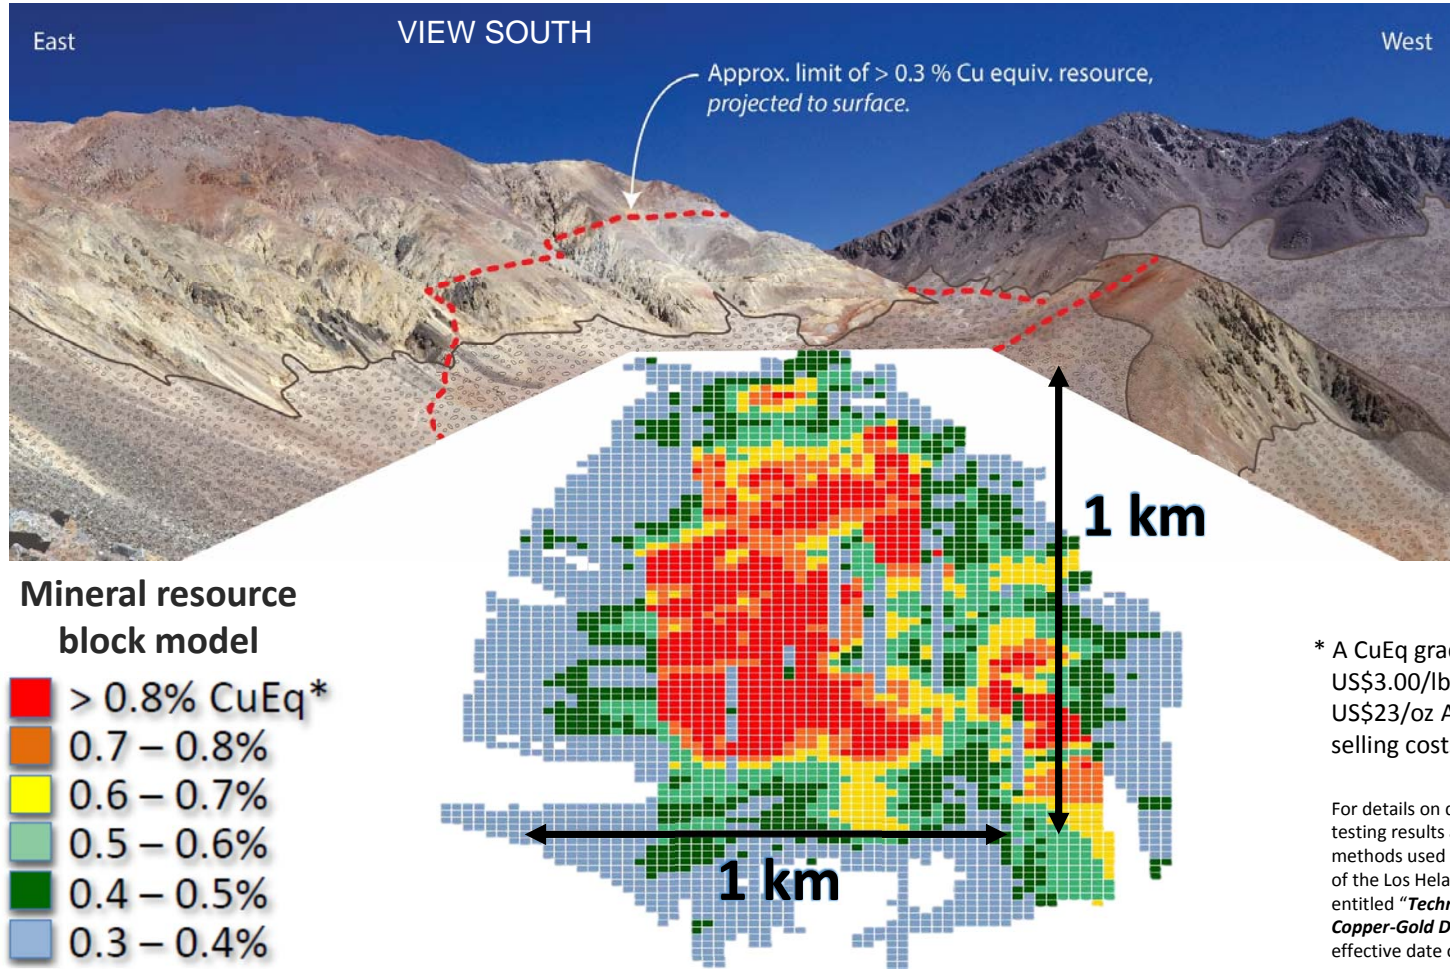 East
VIEW SOUTH
West
Approx. limit of > 0.3 % Cu equiv. resource,
projected to surface.
1 km
1 km
Mineral resource
block model
> 0.8% CuEq*
0.7 – 0.8%
0.6 – 0.7%
0.5 – 0.6%
0.4 – 0.5%
0.3 – 0.4%
* A CuEq
US$3.00/lb
US$23/oz
selling
For details on
testing results
methods used
of the Los
entitled “
Copper-Gold
effective date